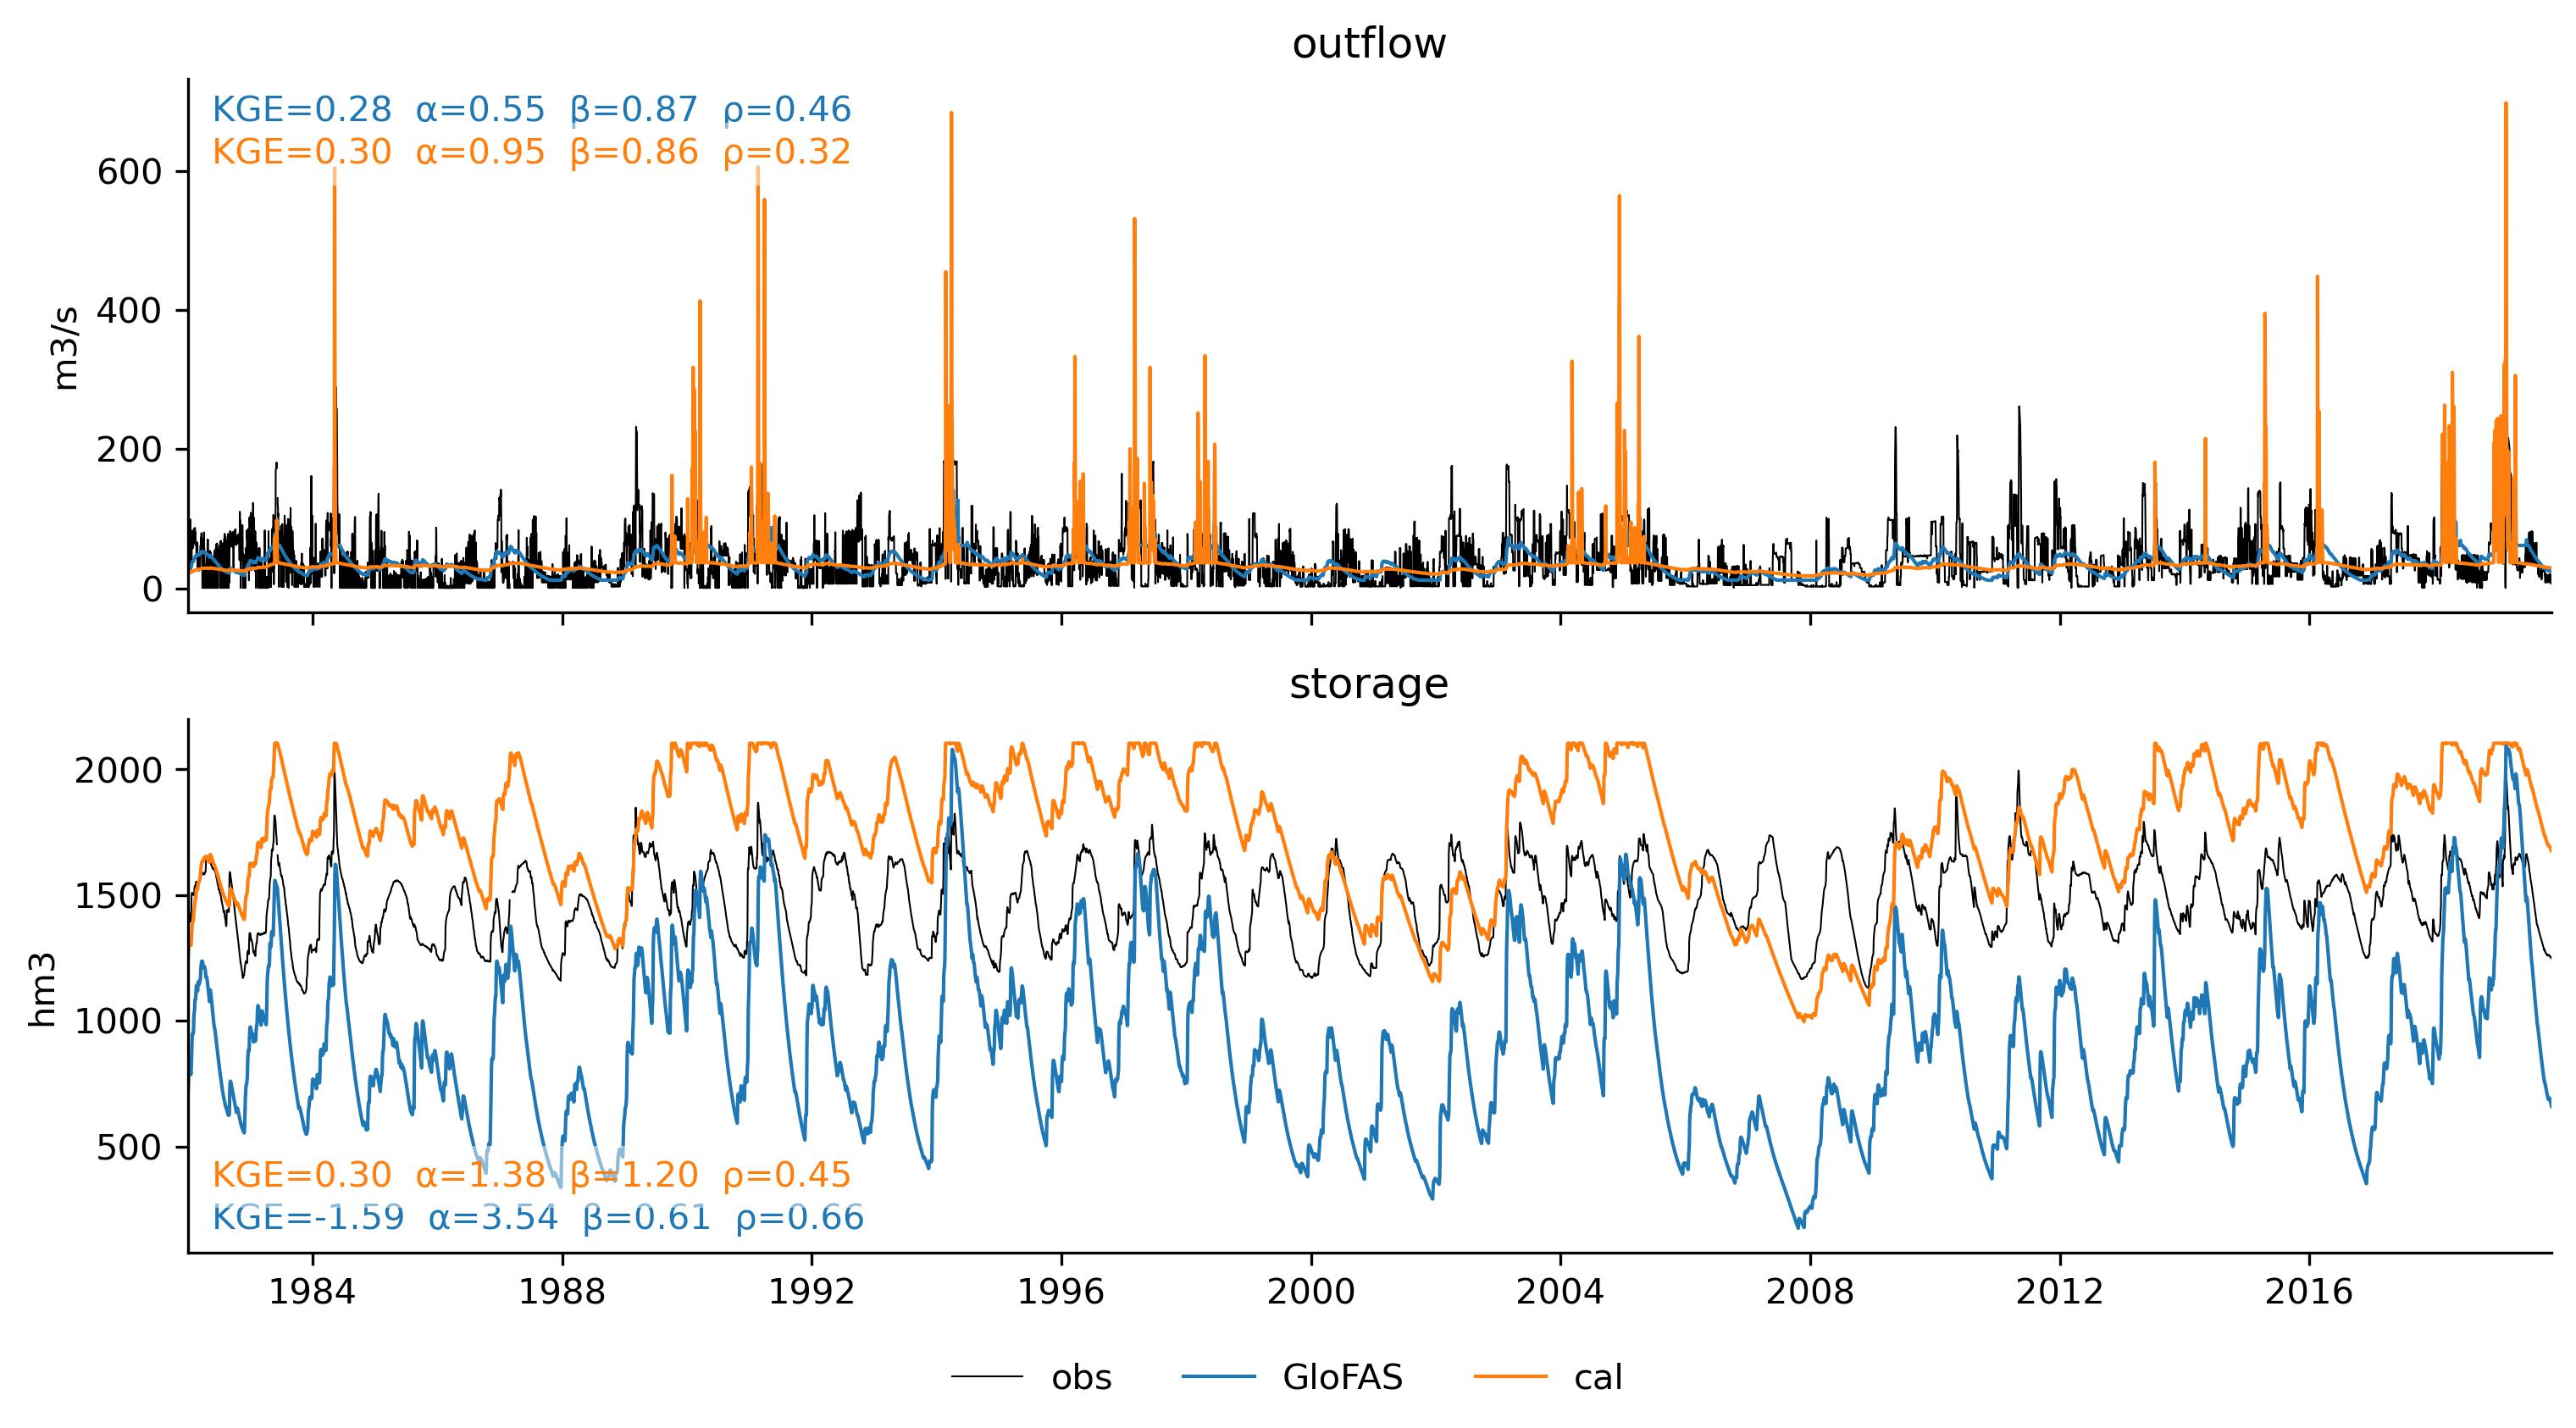 outflow
KGE=0.28 α=0.55 β=0.87 ρ=0.46
KGE=0.30 α=0.95 β=0.86 ρ=0.32
600
400
200
0
m3/s
storage
2000
1500
1000
500
hm3
KGE=0.30 α=1.38 β=1.20 ρ=0.45
KGE=-1.59 α=3.54 β=0.61 ρ=0.66
1984 1988 1992 1996 2000 2004 2008 2012 2016
obs GloFAS cal